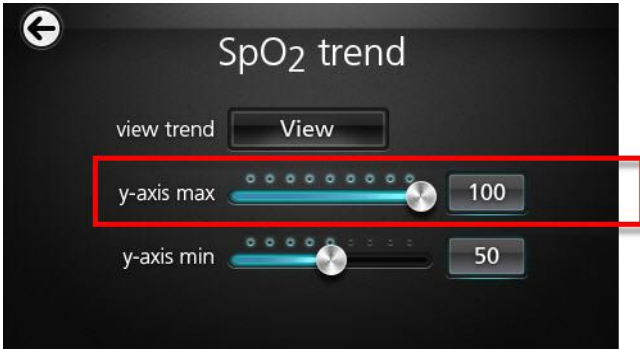 SpO2 trend
view trend View
y-axis max 100
y-axis min 50